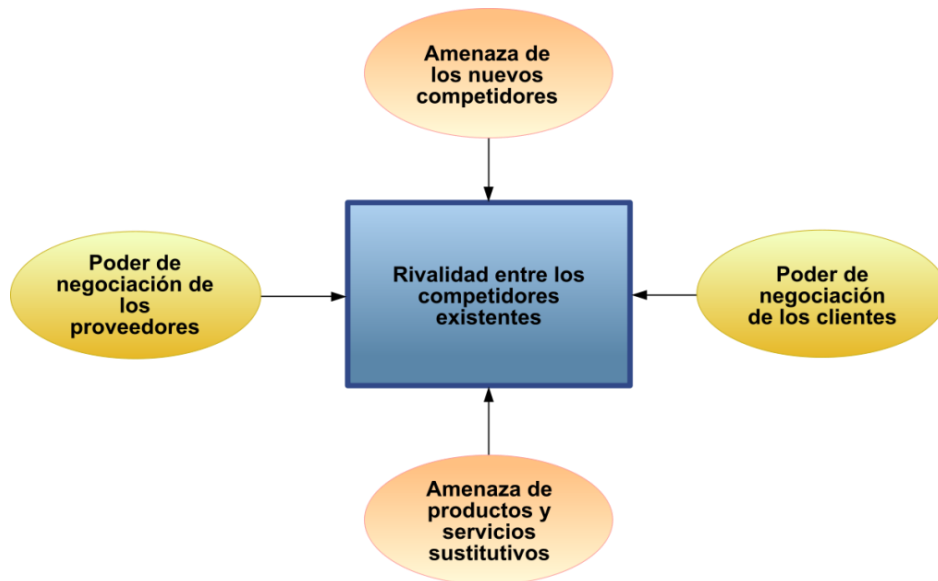 Amenaza de
los nuevos
competidores
Poder de
negociación de
los
proveedores
Rivalidad entre los
competidores
existentes
Poder de
negociación
de los clientes
Amenaza de
productos y
servicios
sustitutivos